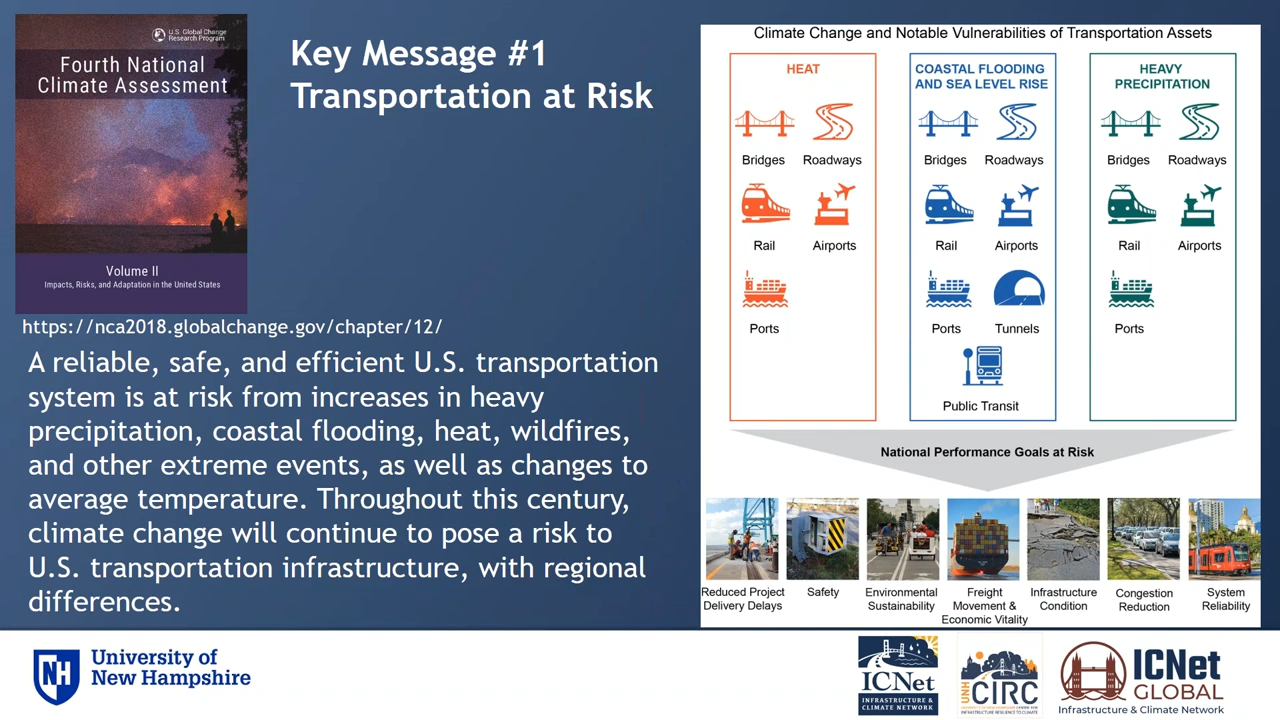 U.S. Global Change
Research Program
Fourth National
Climate Assessment
Volume II
Impacts, Risks, and Adaptation in the United States
Key Message #1
Transportation at Risk
https://nca2018.globalchange.gov/chapter/12/
A reliable, safe, and efficient U.S. transportation
system is at risk from increases in heavy
precipitation, coastal flooding, heat, wildfires,
and other extreme events, as well as changes to
average temperature. Throughout this century,
climate change will continue to pose a risk to
U.S. transportation infrastructure, with regional
differences.
Climate Change and Notable Vulnerabilities of Transportation Assets
HEAT
Bridges Roadways
Rail Airports
Ports
COASTAL FLOODING
AND SEA LEVEL RISE
Bridges Roadways
Rail Airports
Ports Tunnels
Public Transit
HEAVY
PRECIPITATION
Bridges Roadways
Rail Airports
Ports
National Performance Goals at Risk
Reduced Project
Delivery Delays
Safety
Environmental
Sustainability
Freight
Movement &
Economic Vitality
Infrastructure
Condition
Congestion
Reduction
System
Reliability
NH
University of
New Hampshire
ICNet
INFRASTRUCTURE &
CLIMATE NETWORK
UNH
CIRC
INFRASTRUCTURE RESILIENCE TO CLIMATE
ICNet
GLOBAL
Infrastructure & Climate Network